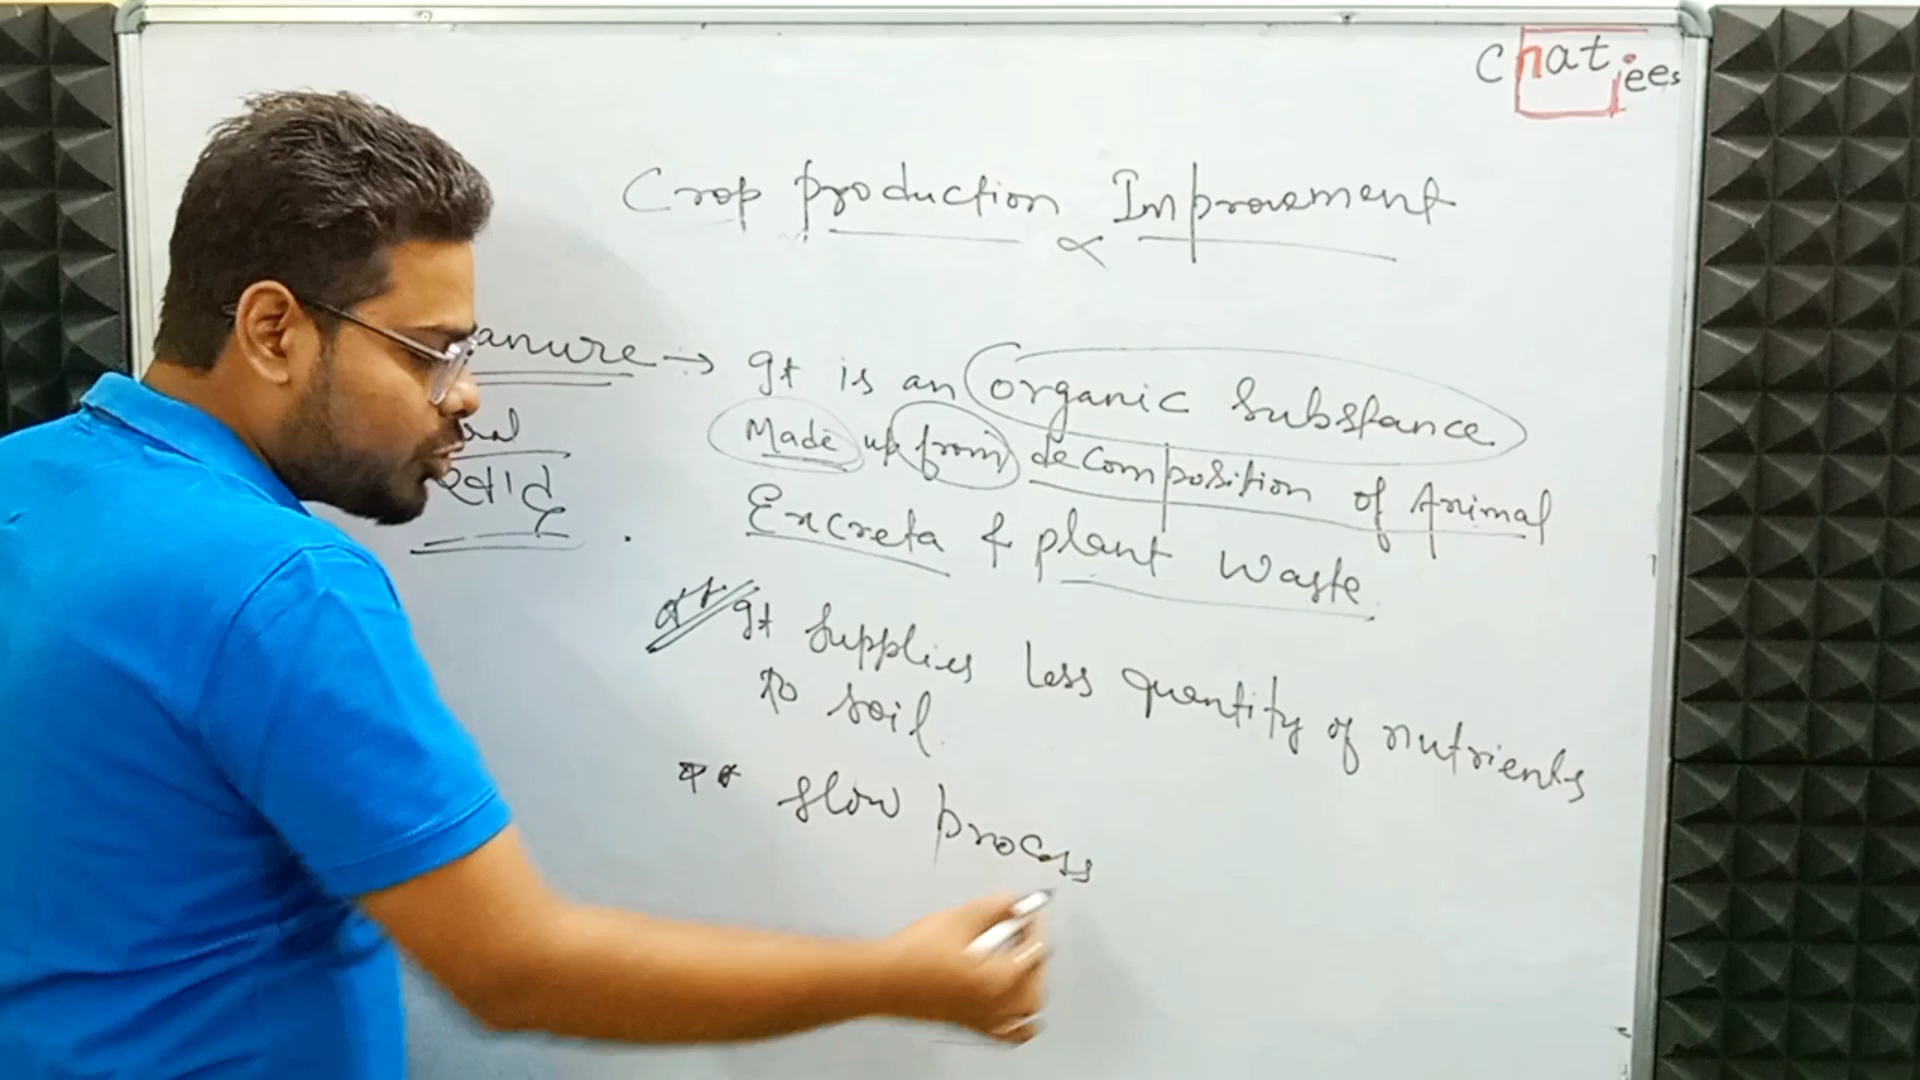 chatjees
Crop production Improvement
anure → It is an organic Substance
Made up from decomposition of Animal
Excreta & plant Waste
It supplies less quantity of nutrients
to soil.
** slow process